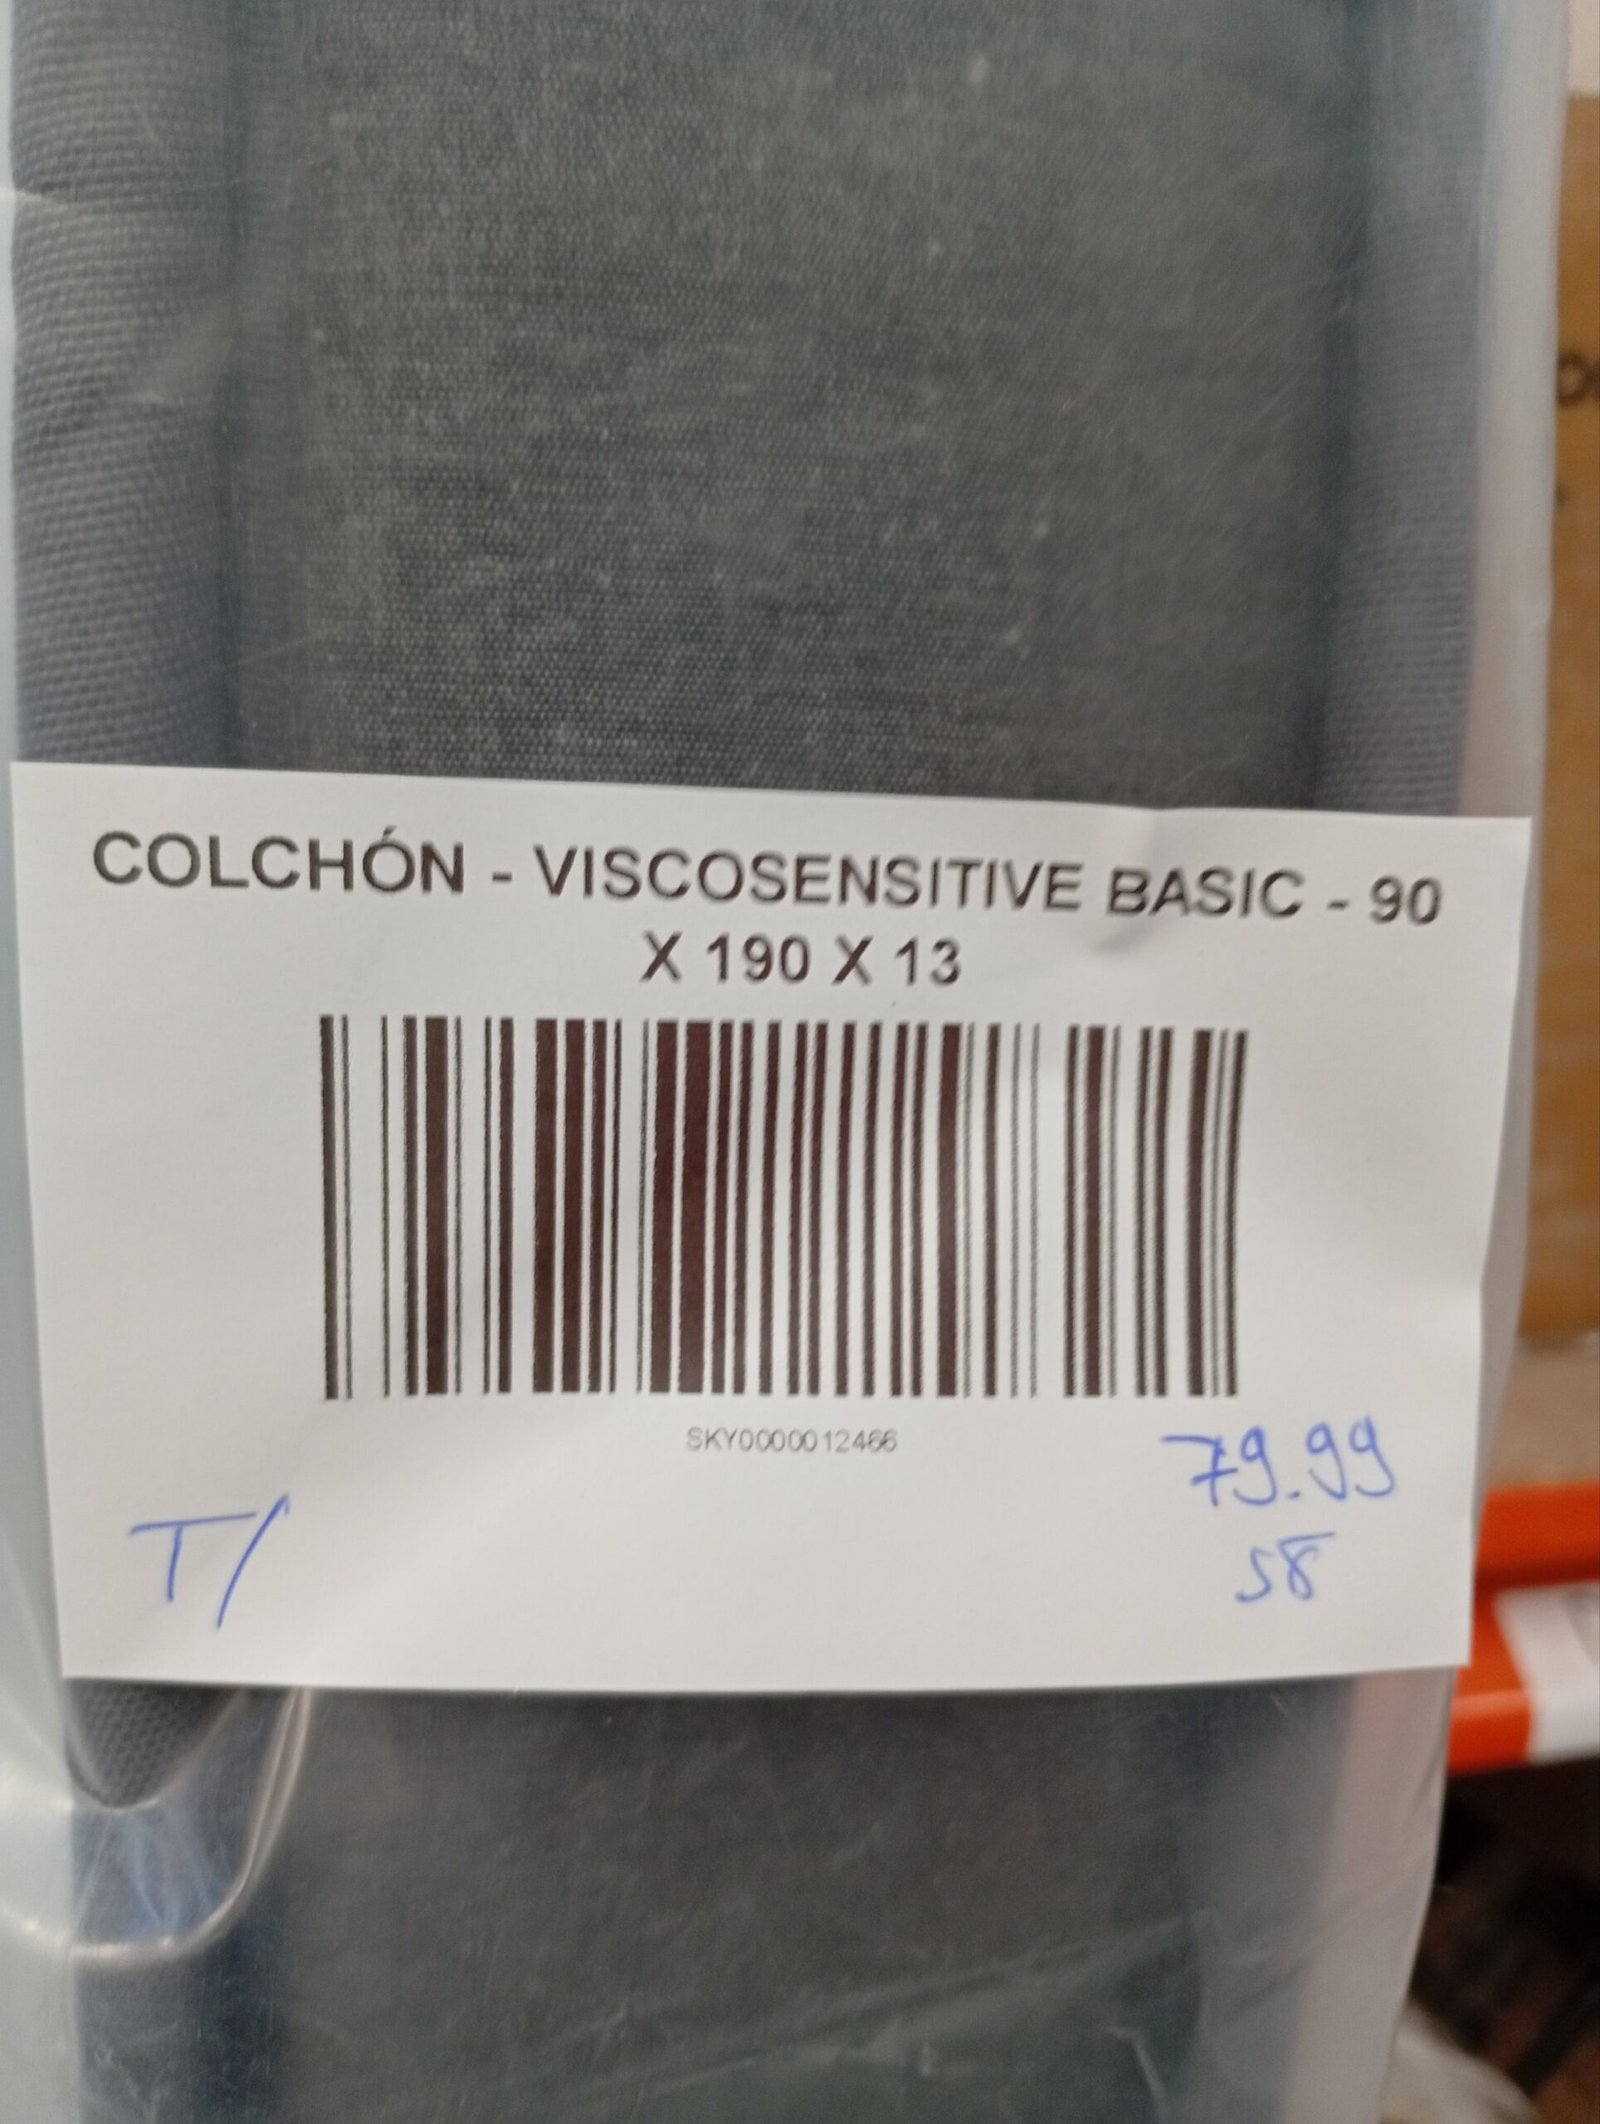 COLCHÓN - VISCOSENSITIVE BASIC - 90
X 190 X 13
SKY0000012466
79.99
T/
58